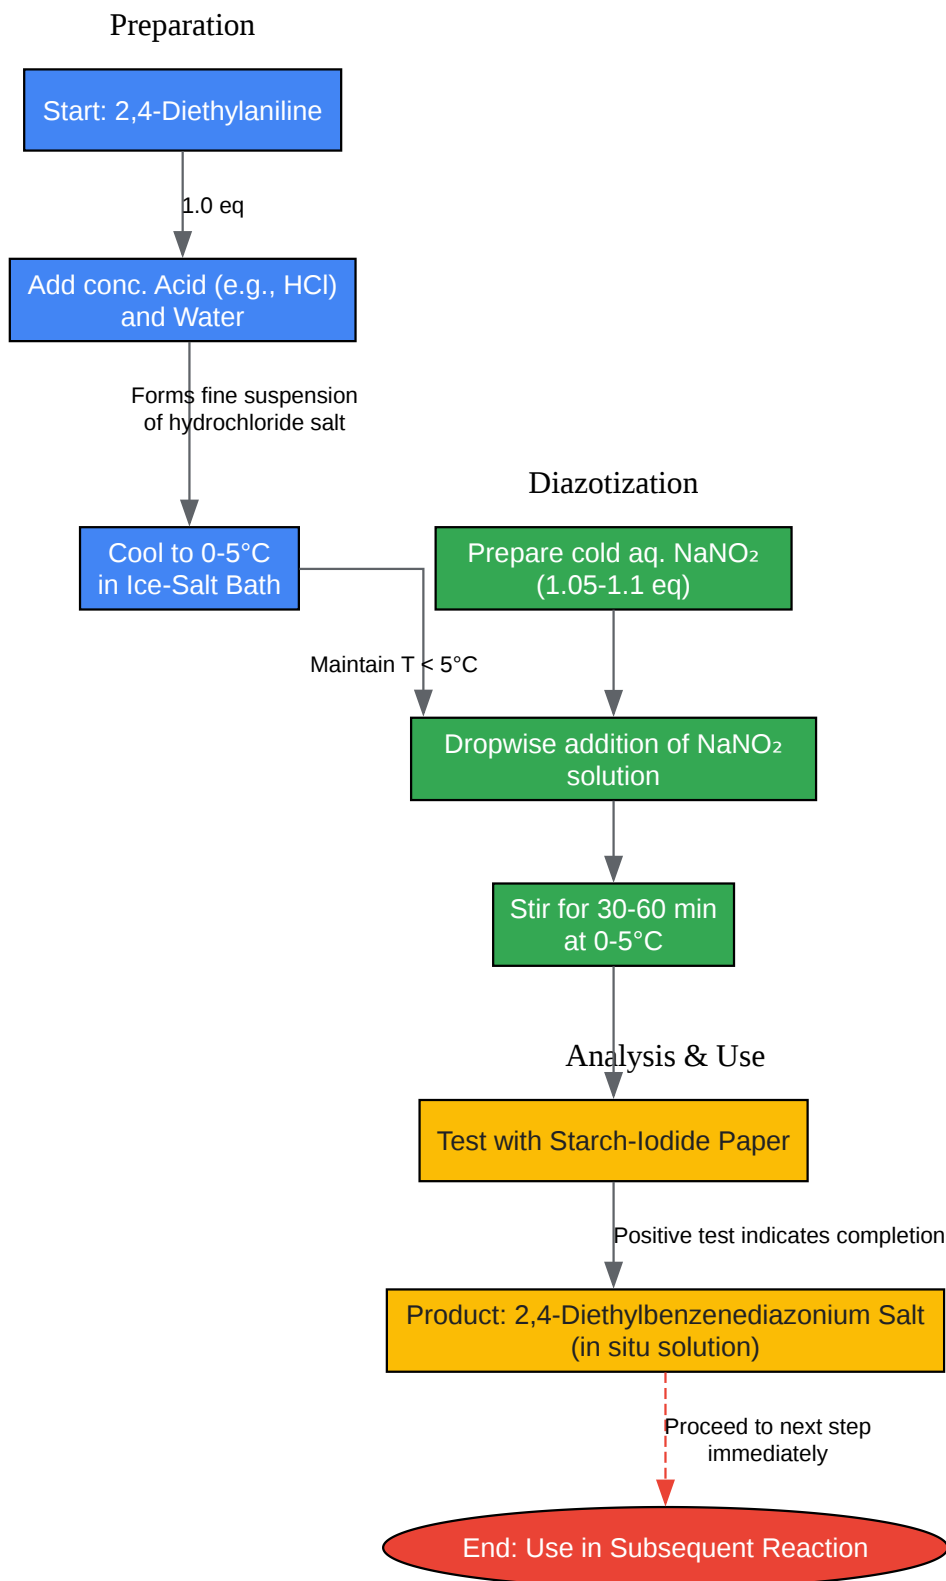 Preparation
Start: 2,4-Diethylaniline
1.0 eq
Add conc. Acid (e.g., HCl)
and Water
Forms fine suspension
of hydrochloride salt
Cool to 0-5°C
in Ice-Salt Bath
Diazotization
Prepare cold aq. NaNO₂
(1.05-1.1 eq)
Maintain T < 5°C
Dropwise addition of NaNO₂
solution
Stir for 30-60 min
at 0-5°C
Analysis & Use
Test with Starch-Iodide Paper
Positive test indicates completion
Product: 2,4-Diethylbenzenediazonium Salt
(in situ solution)
Proceed to next step
immediately
End: Use in Subsequent Reaction